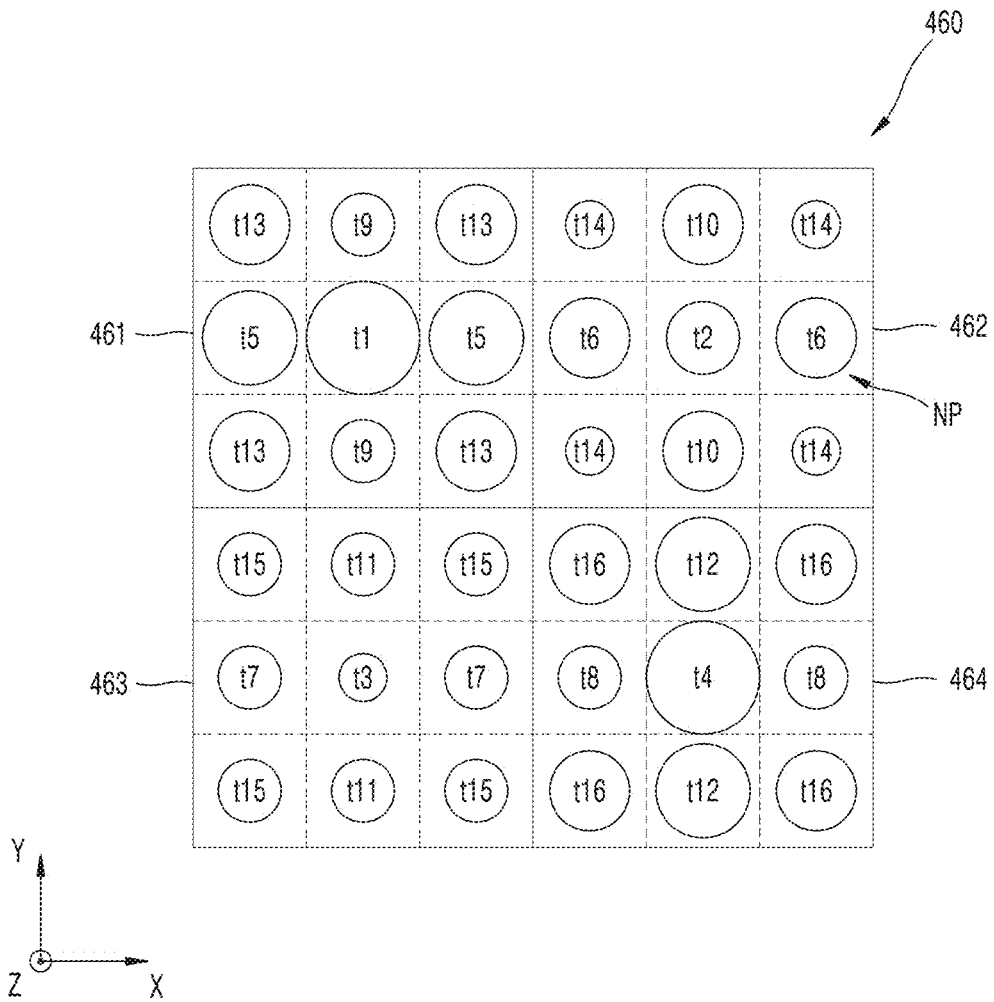 460
t13 t9 t13 t14 t10 t14
461 t5 t1 t5 t6 t2 t6 462
NP
t13 t9 t13 t14 t10 t14
t15 t11 t15 t16 t12 t16
463 t7 t3 t7 t8 t4 t8 464
t15 t11 t15 t16 t12 t16
Y
Z X